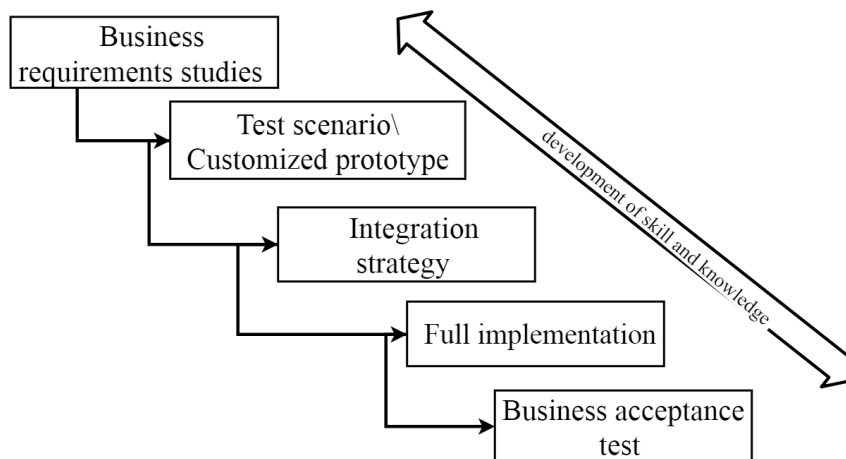 Business
requirements studies
Test scenario\
Customized prototype
Integration
strategy
Full implementation
Business acceptance
test
development of skill and knowledge